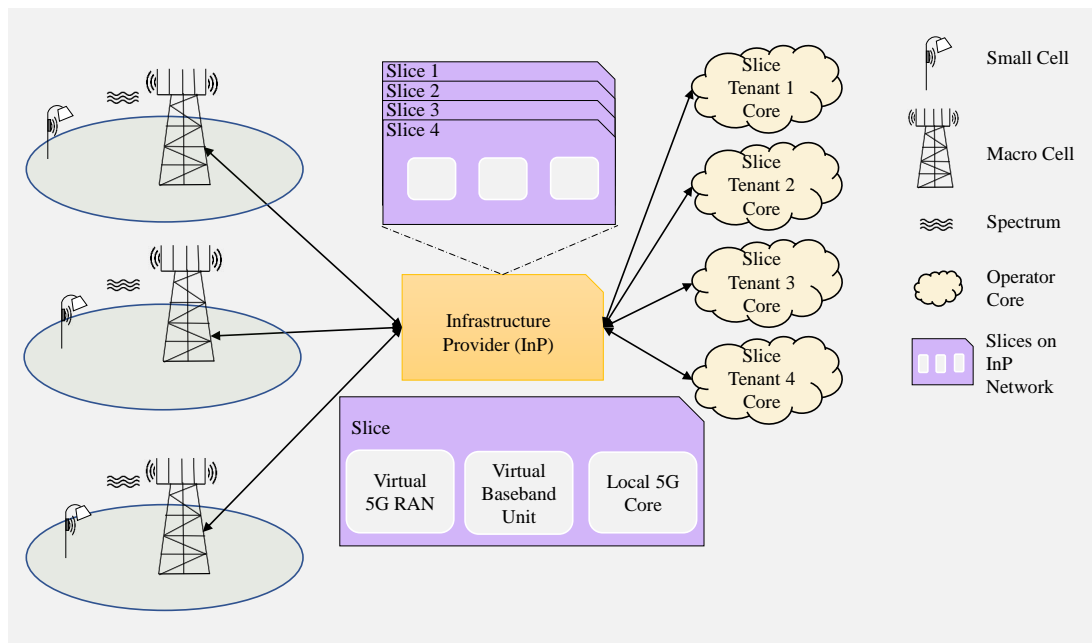 Slice 1
Slice 2
Slice 3
Slice 4
Infrastructure
Provider (InP)
Slice
Virtual
5G RAN
Virtual
Baseband
Unit
Local 5G
Core
Slice
Tenant 1
Core
Slice
Tenant 2
Core
Slice
Tenant 3
Core
Slice
Tenant 4
Core
Small Cell
Macro Cell
Spectrum
Operator
Core
Slices on
InP
Network